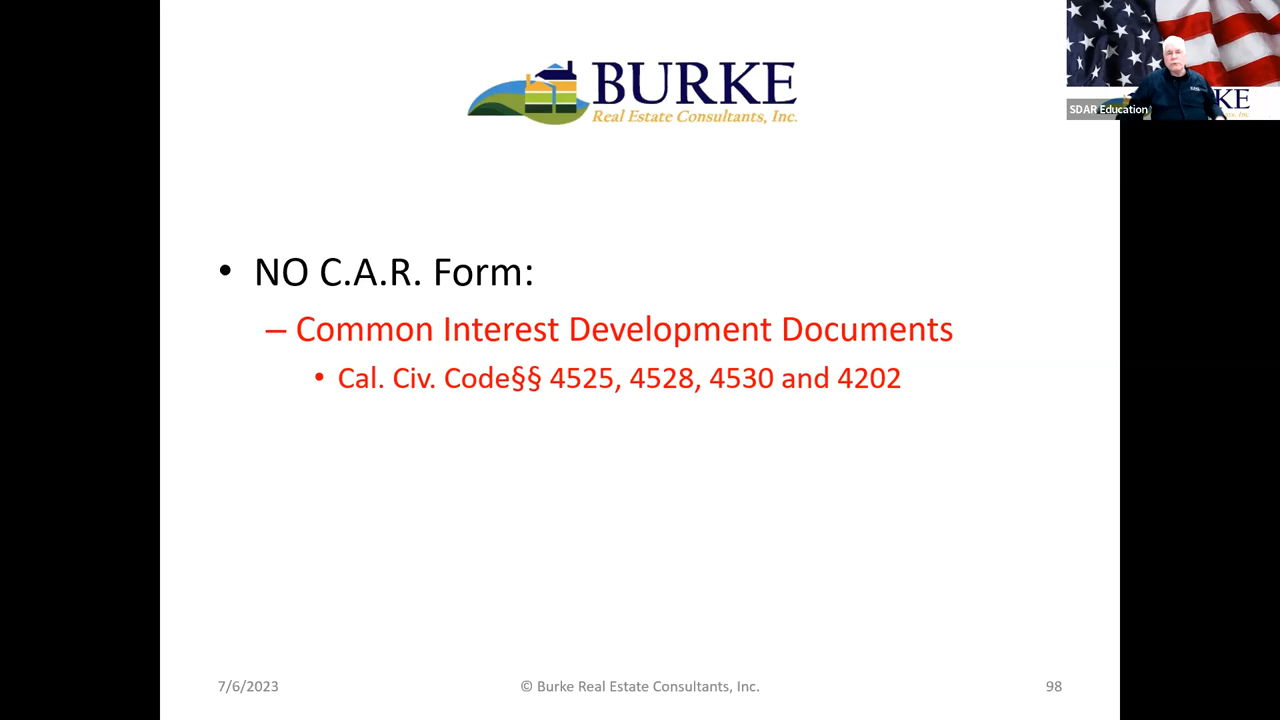 BURKE
Real Estate Consultants, Inc.
KE
SDAR Education
• NO C.A.R. Form:
– Common Interest Development Documents
• Cal. Civ. Code§§ 4525, 4528, 4530 and 4202
7/6/2023
© Burke Real Estate Consultants, Inc.
98